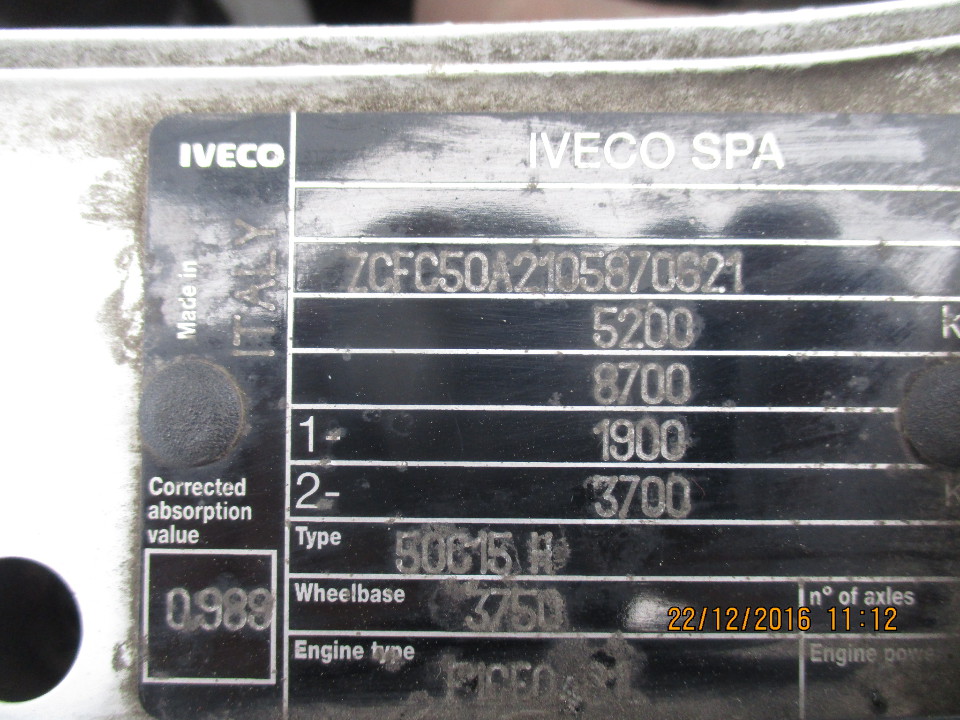 IVECO
IVECO SPA
Made in
ITALY
ZCFC50A2105870621
5200 k
8700
1- 1900
2- 3700 k
Type 50C15
Corrected
absorption
value
0.989
Wheelbase 3750
n° of axles
22/12/2016 11:12
Engine type
Engine powe